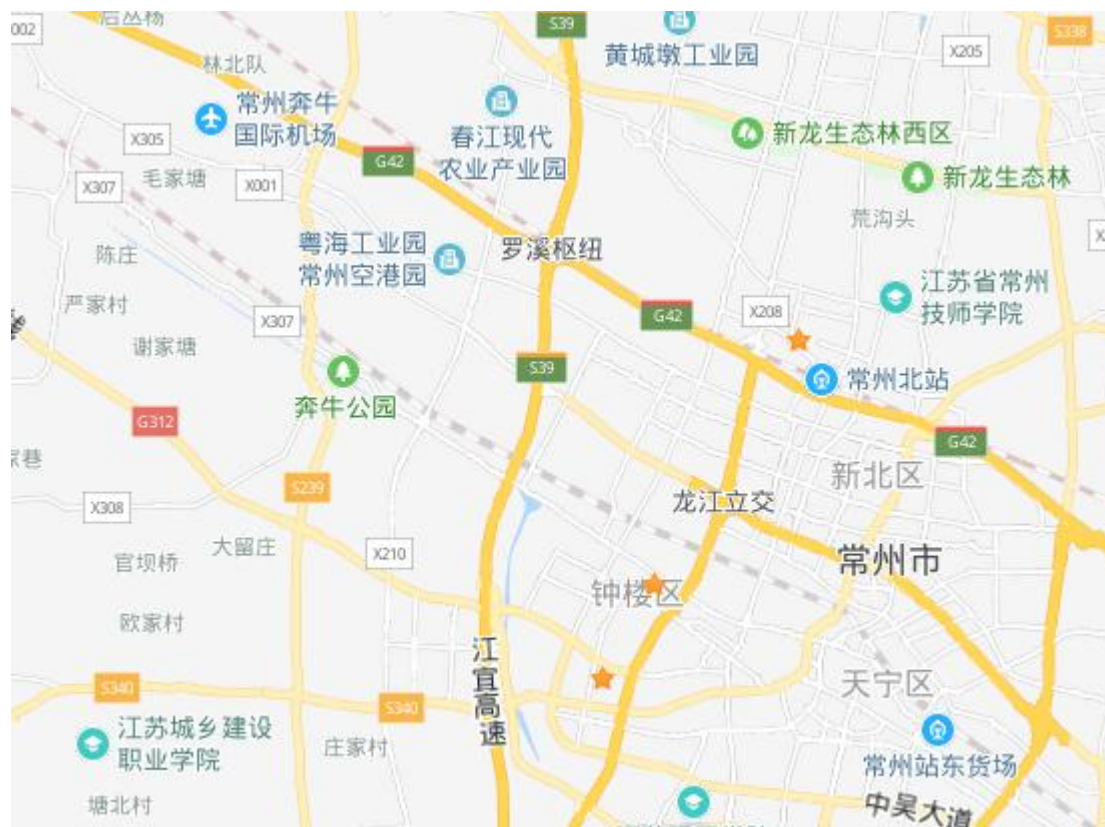 002
后丛杨
S39
黄城墩工业园
X205
S338
林北队
常州奔牛
国际机场
春江现代
农业产业园
新龙生态林西区
X305
G42
新龙生态林
X307
毛家塘
X001
荒沟头
陈庄
粤海工业园
常州空港园
罗溪枢纽
江苏省常州
技师学院
严家村
X307
G42
X208
谢家塘
S39
常州北站
奔牛公园
G312
G42
家巷
新北区
S239
X308
龙江立交
大留庄
X210
官坝桥
常州市
钟楼区
欧家村
江宜高速
天宁区
S340
S340
江苏城乡建设
职业学院
庄家村
常州站东货场
塘北村
中吴大道